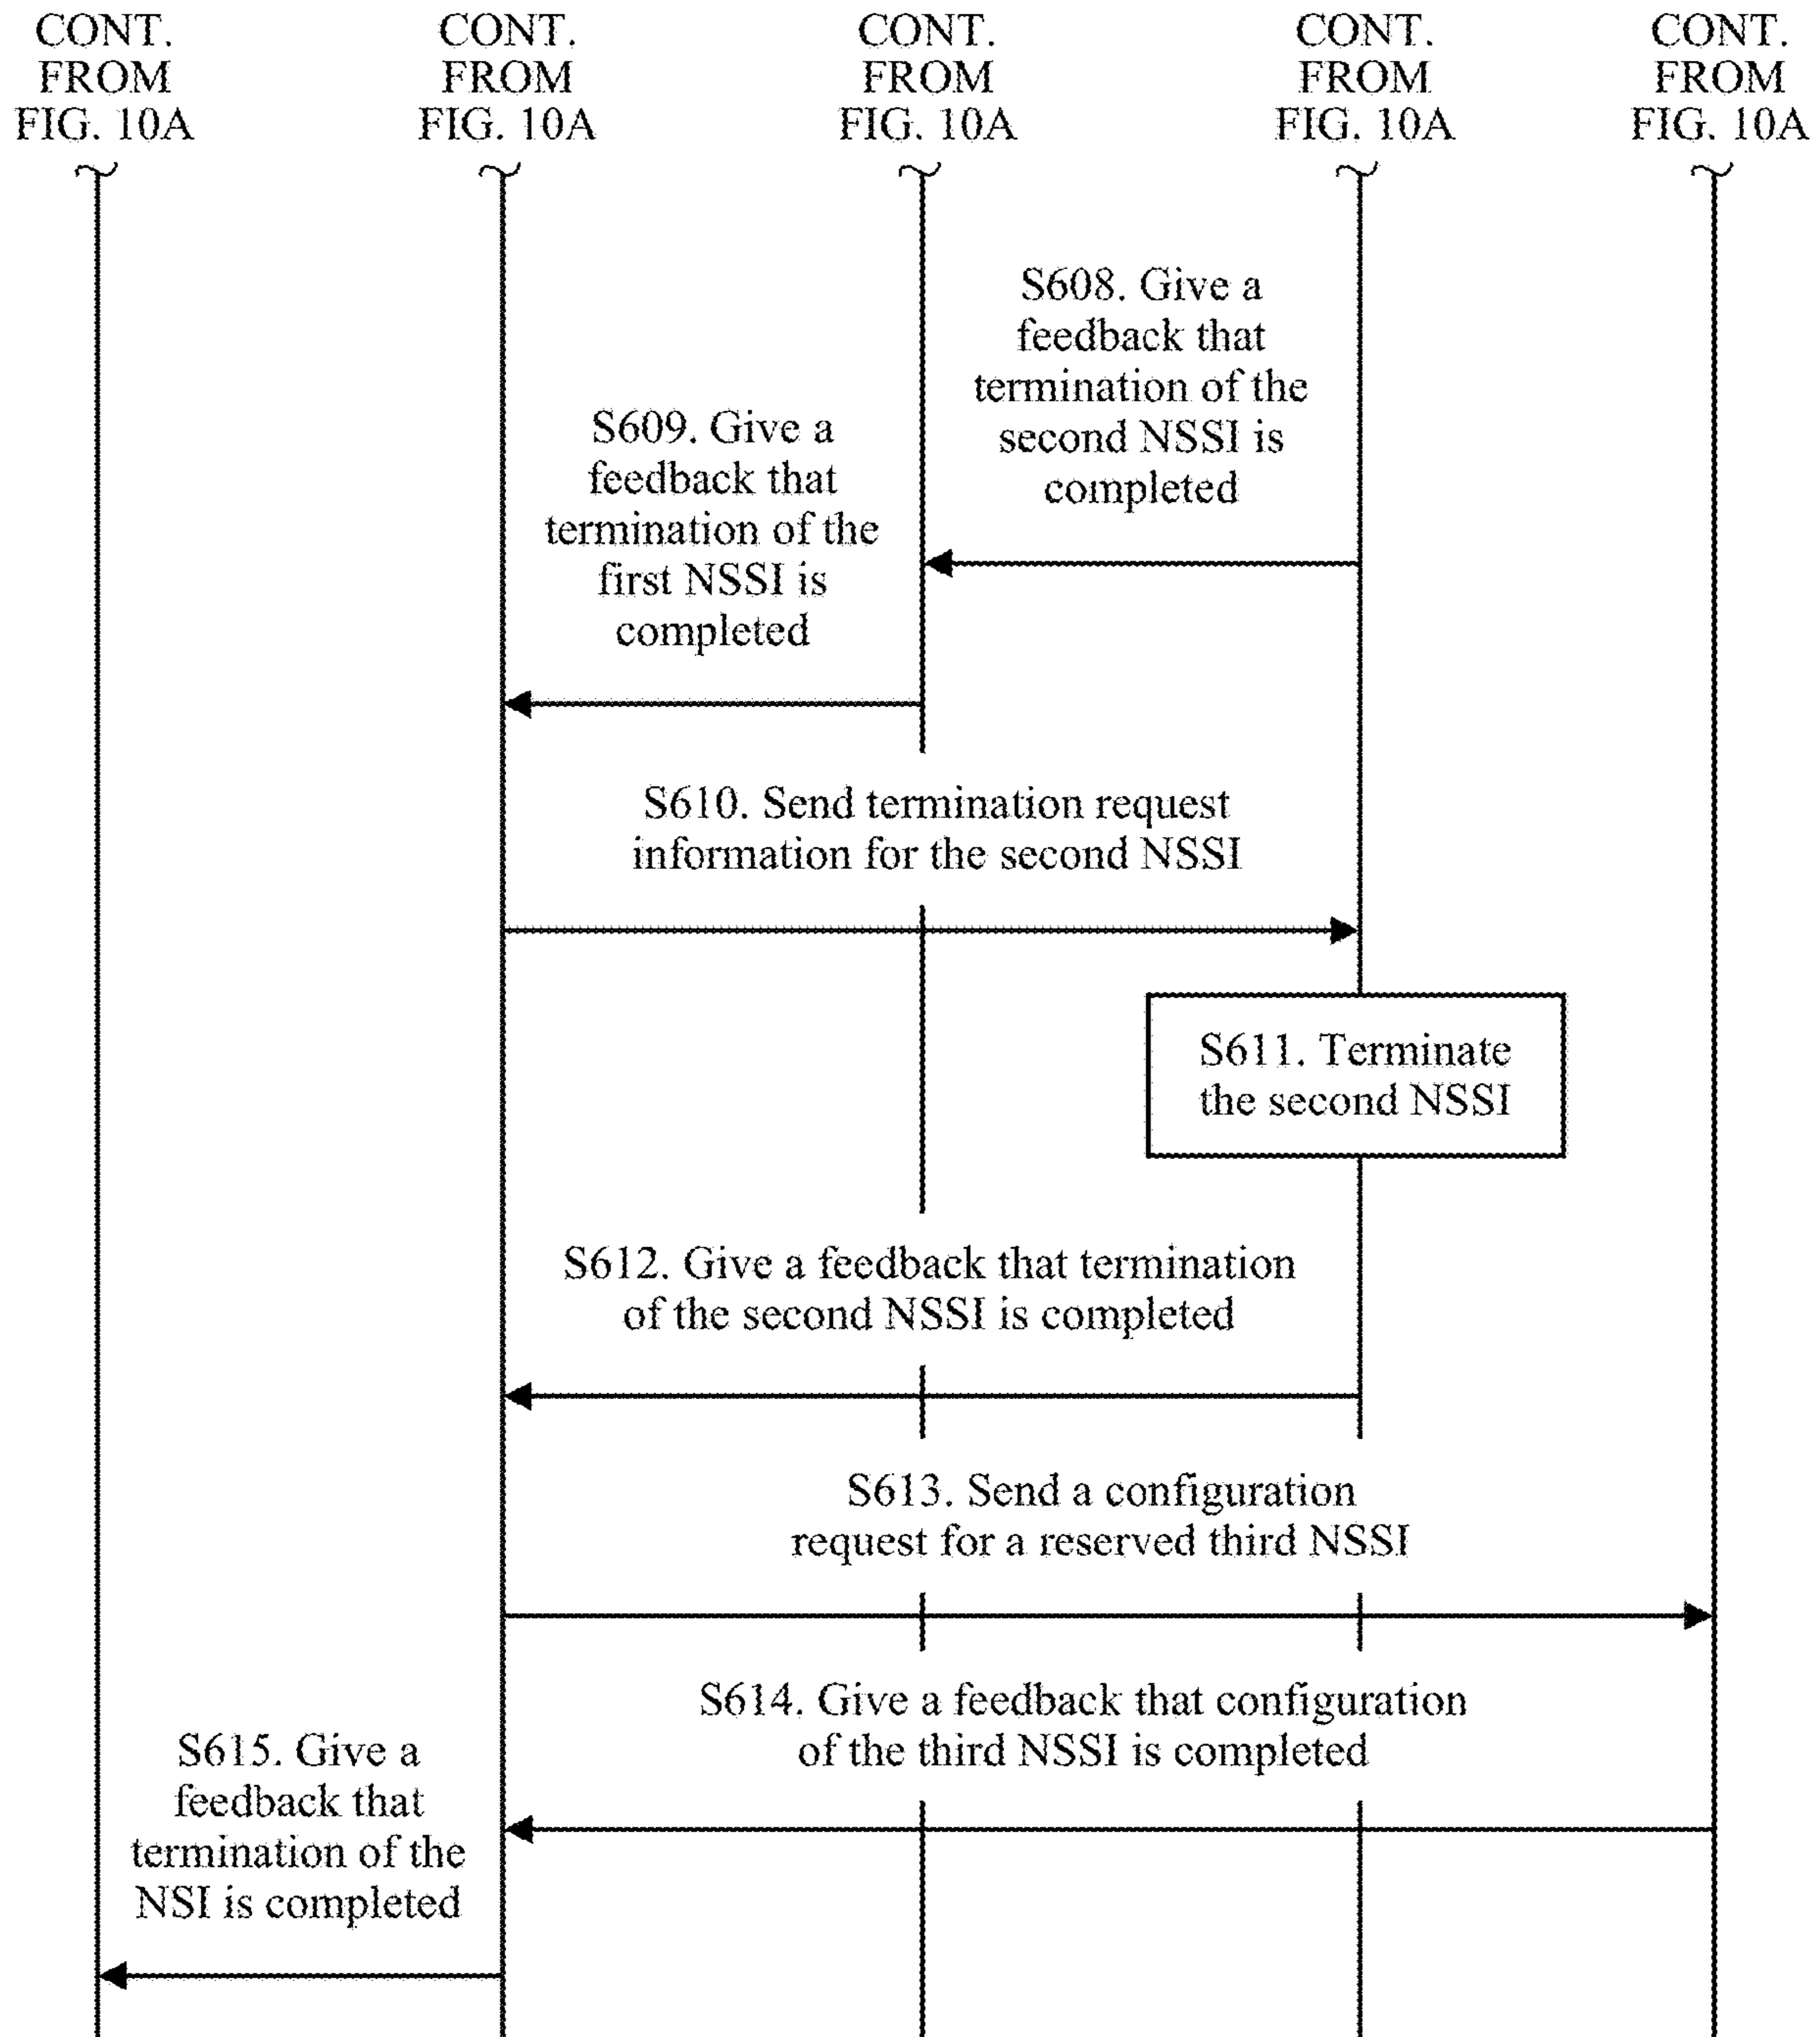 CONT.
FROM
FIG. 10A
CONT.
FROM
FIG. 10A
CONT.
FROM
FIG. 10A
CONT.
FROM
FIG. 10A
CONT.
FROM
FIG. 10A
S608. Give a
feedback that
termination of the
second NSSI is
completed
S609. Give a
feedback that
termination of the
first NSSI is
completed
S610. Send termination request
information for the second NSSI
S611. Terminate
the second NSSI
S612. Give a feedback that termination
of the second NSSI is completed
S613. Send a configuration
request for a reserved third NSSI
S614. Give a feedback that configuration
of the third NSSI is completed
S615. Give a
feedback that
termination of the
NSI is completed